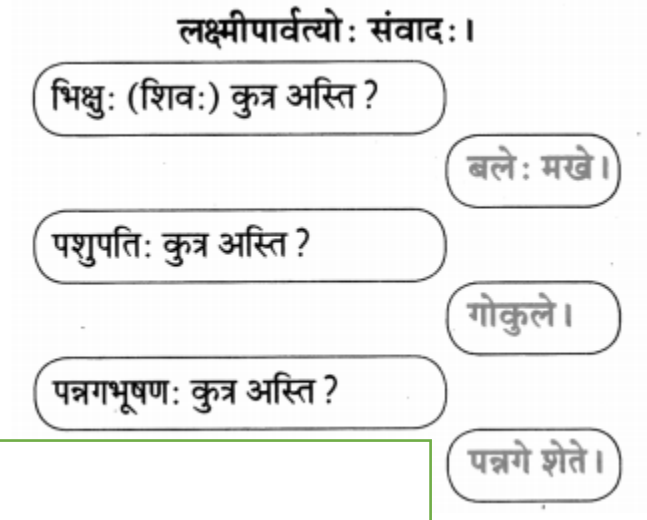 लक्ष्मीपार्वत्योः संवादः।
भिक्षुः (शिवः) कुत्र अस्ति ?
बलेः मखे।
पशुपतिः कुत्र अस्ति ?
गोकुले।
पन्नगभूषणः कुत्र अस्ति ?
पन्नगे शेते।